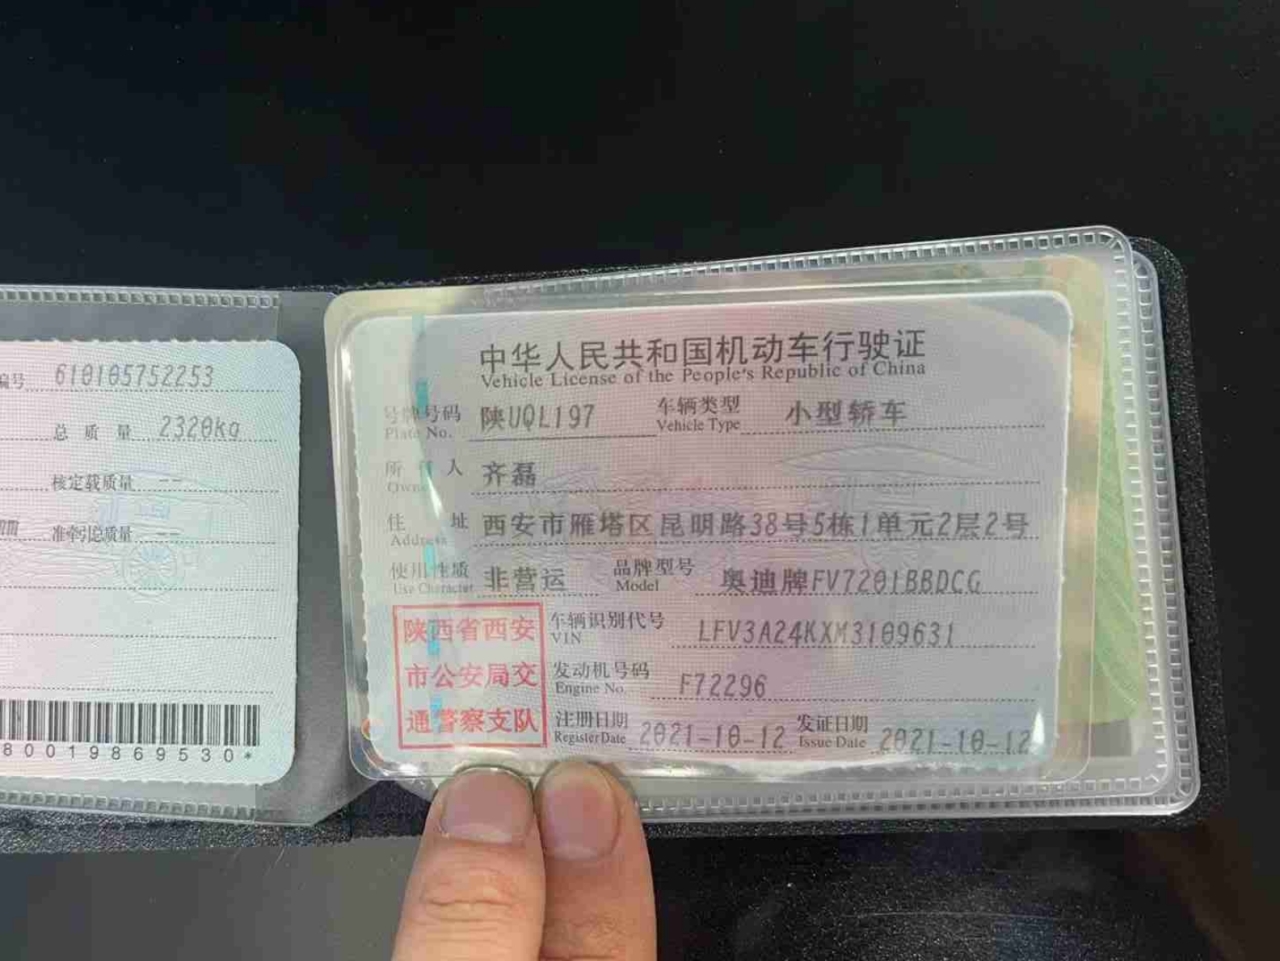 编号 610105752253
总质量 2320kg
核定载质量 --
准牵引总质量 --
80019869530*
中华人民共和国机动车行驶证
Vehicle License of the People's Republic of China
号牌号码 陕UQL197 车辆类型 小型轿车
Plate No. Vehicle Type
所有人 齐磊
Owner
住址 西安市雁塔区昆明路38号5栋1单元2层2号
Address
使用性质 非营运 品牌型号 奥迪牌FV7201BBDCG
Use Character Model
陕西省西安
市公安局交
通警察支队
车辆识别代号 LFV3A24KXM3109631
VIN
发动机号码 F72296
Engine No.
注册日期 2021-10-12 发证日期 2021-10-12
Register Date Issue Date